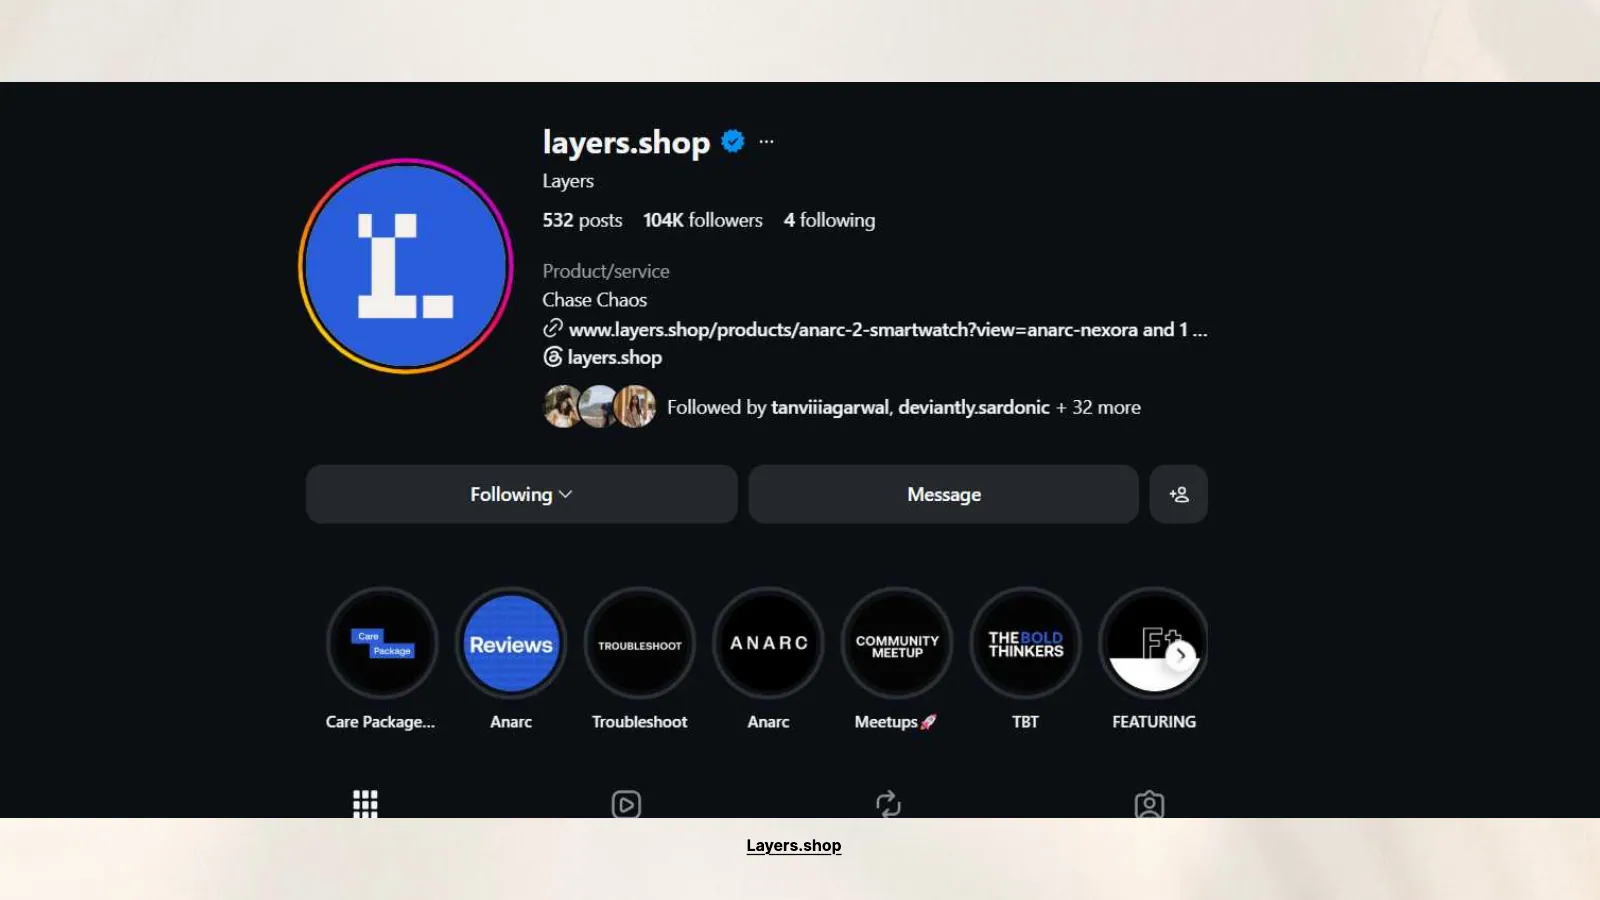 layers.shop
Layers
532 posts 104K followers 4 following
Product/service
Chase Chaos
www.layers.shop/products/anarc-2-smartwatch?view=anarc-nexora and 1 ...
layers.shop
Followed by tanviiiagarwal, deviantly.sardonic + 32 more
Following Message
Care
Package
Reviews
TROUBLESHOOT
ANARC
COMMUNITY
MEETUP
THEBOLD
THINKERS
Ft
Care Package... Anarc Troubleshoot Anarc Meetups🚀 TBT FEATURING
Layers.shop